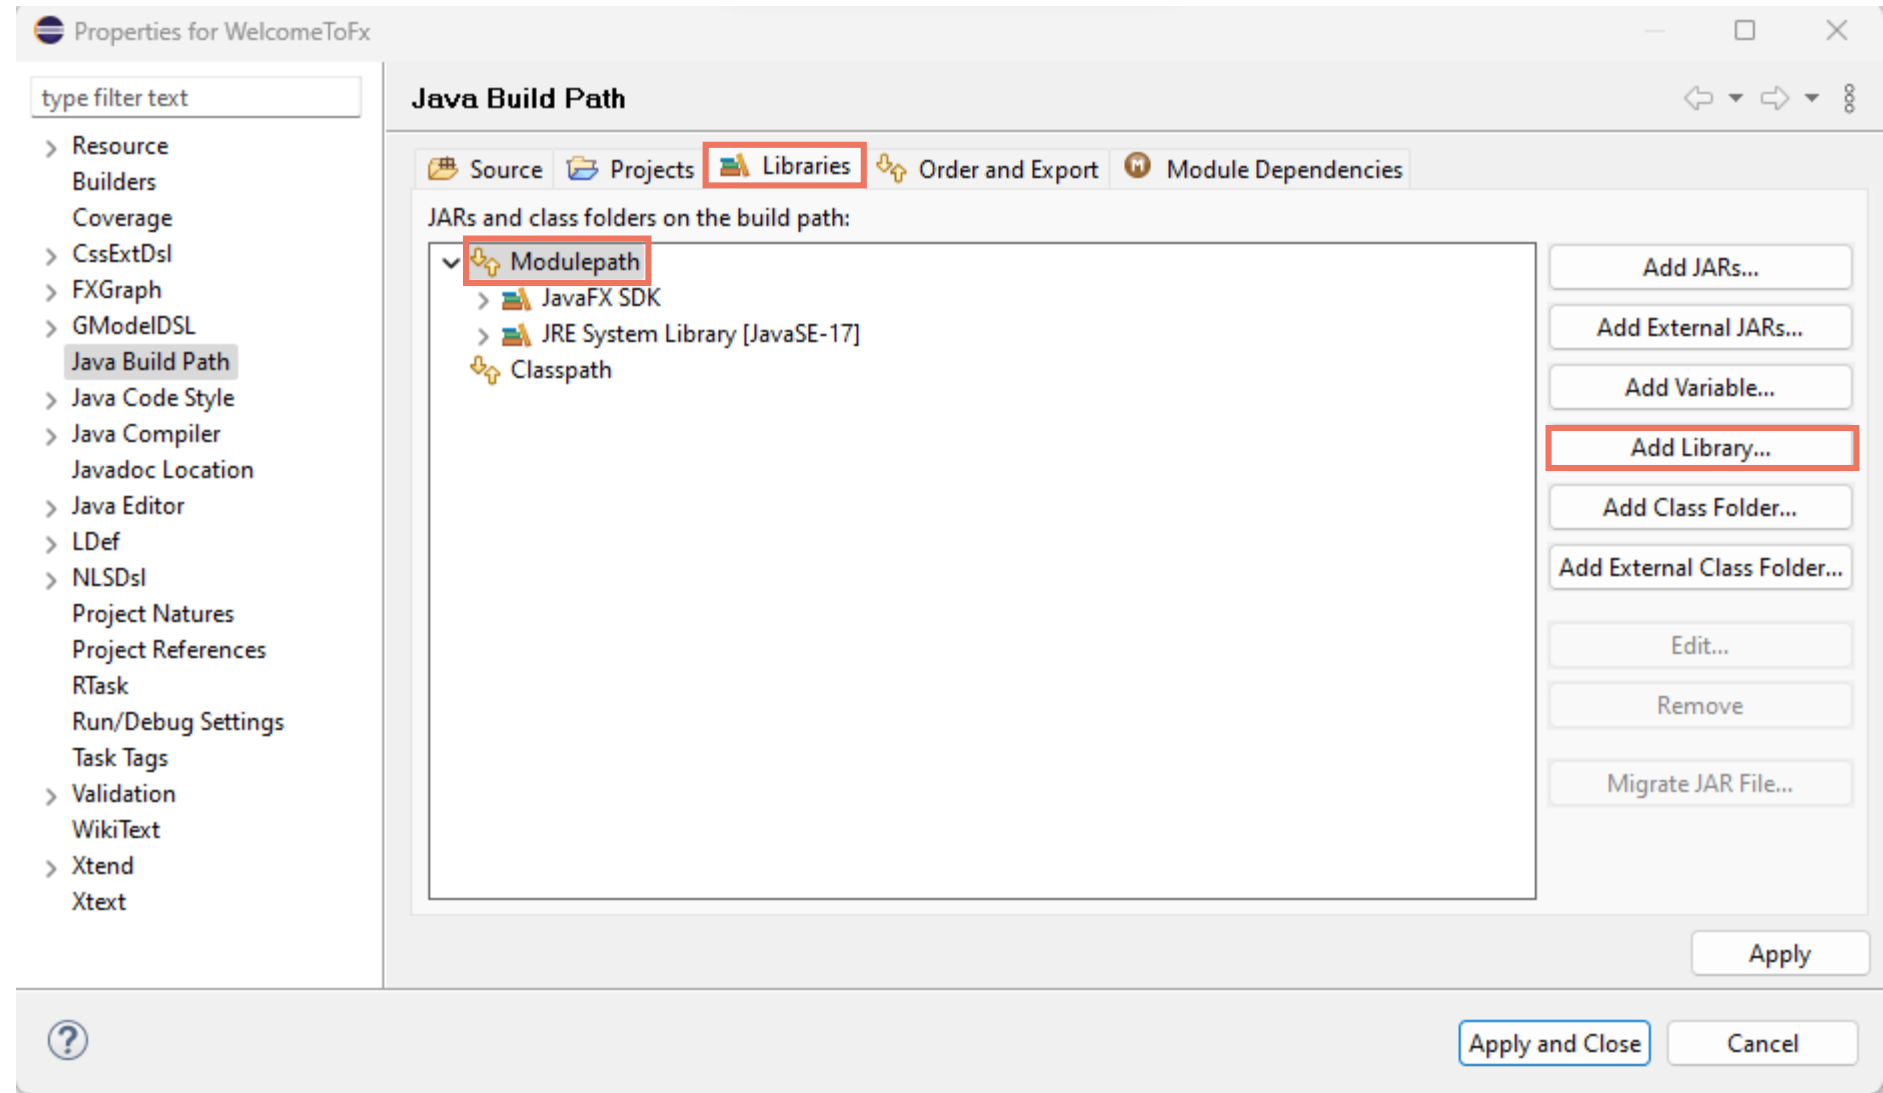 Properties for WelcomeToFx
type filter text
Resource
Builders
Coverage
CssExtDsl
FXGraph
GModelDSL
Java Build Path
Java Code Style
Java Compiler
Javadoc Location
Java Editor
LDef
NLSDsl
Project Natures
Project References
RTask
Run/Debug Settings
Task Tags
Validation
WikiText
Xtend
Xtext
Java Build Path
Source Projects Libraries Order and Export M Module Dependencies
JARs and class folders on the build path:
Modulepath
JavaFX SDK
JRE System Library [JavaSE-17]
Classpath
Add JARs...
Add External JARs...
Add Variable...
Add Library...
Add Class Folder...
Add External Class Folder...
Edit...
Remove
Migrate JAR File...
Apply
?
Apply and Close
Cancel